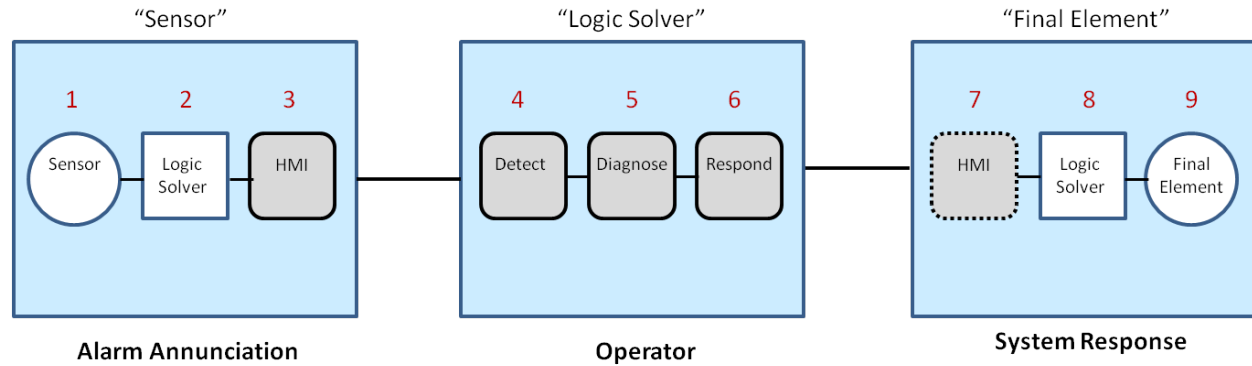 “Sensor”
“Logic Solver”
“Final Element”
1
2
3
4
5
6
7
8
9
Sensor
Logic
Solver
HMI
Detect
Diagnose
Respond
HMI
Logic
Solver
Final
Element
Alarm Annunciation
Operator
System Response